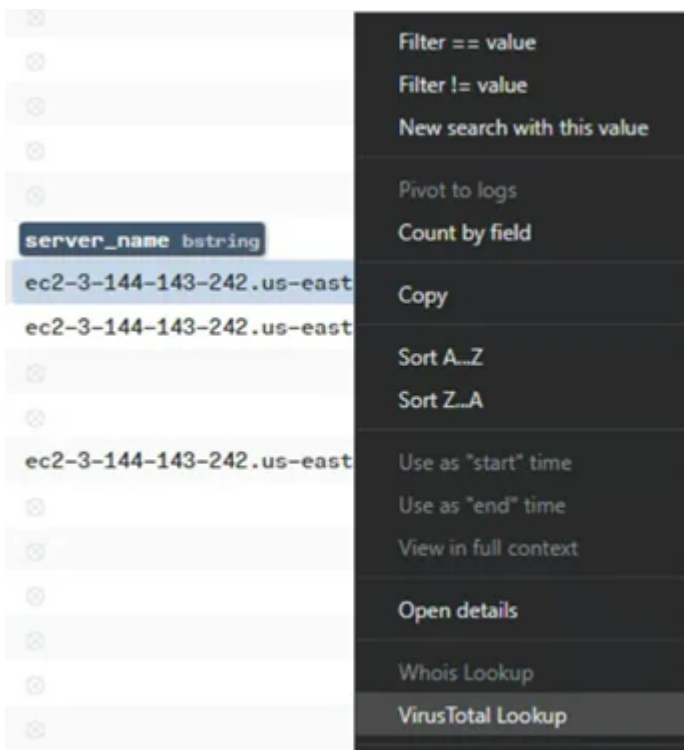 Filter == value
Filter != value
New search with this value
Pivot to logs
server_name bstring
Count by field
ec2-3-144-143-242.us-east
Copy
ec2-3-144-143-242.us-east
Sort A...Z
Sort Z...A
ec2-3-144-143-242.us-east
Use as "start" time
Use as "end" time
View in full context
Open details
Whois Lookup
VirusTotal Lookup